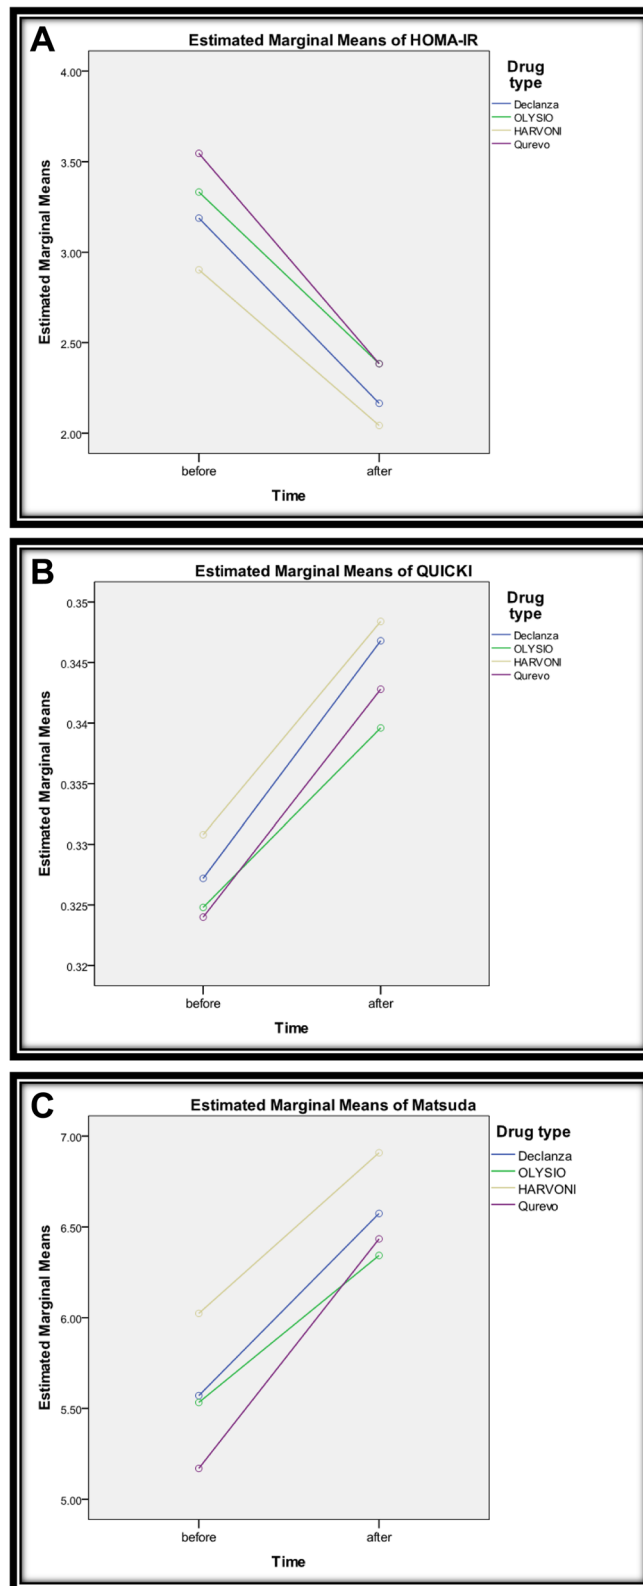 A
Estimated Marginal Means of HOMA-IR
Drug
type
Declanza
OLYSIO
HARVONI
Qurevo
Estimated Marginal Means
4.00
3.50
3.00
2.50
2.00
before
after
Time
B
Estimated Marginal Means of QUICKI
Drug
type
Declanza
OLYSIO
HARVONI
Qurevo
Estimated Marginal Means
0.35
0.345
0.34
0.335
0.33
0.325
0.32
before
after
Time
C
Estimated Marginal Means of Matsuda
Drug type
Declanza
OLYSIO
HARVONI
Qurevo
Estimated Marginal Means
7.00
6.50
6.00
5.50
5.00
before
after
Time